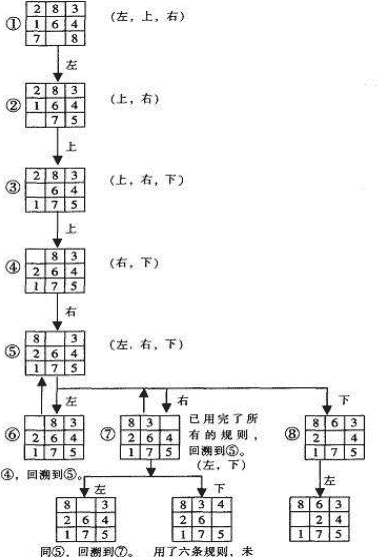 ①
2 8 3
1 6 4
7 8
(左，上，右)
左
②
2 8 3
1 6 4
7 5
(上，右)
上
③
2 8 3
6 4
1 7 5
(上，右，下)
上
④
8 3
2 6 4
1 7 5
(右，下)
右
⑤
8 3
2 6 4
1 7 5
(左. 右，下)
左
右
下
⑥
8 3
2 6 4
1 7 5
④，回溯到⑤。
⑦
8 3
2 6 4
1 7 5
已用完了所
有的规则，
回溯到⑤。
(左，下)
⑧
8 6 3
2 4
1 7 5
左
下
左
8 3
2 6 4
1 7 5
同⑤，回溯到⑦。
8 3 4
2 6
1 7 5
用了六条规则，未
8 6 3
2 4
1 7 5